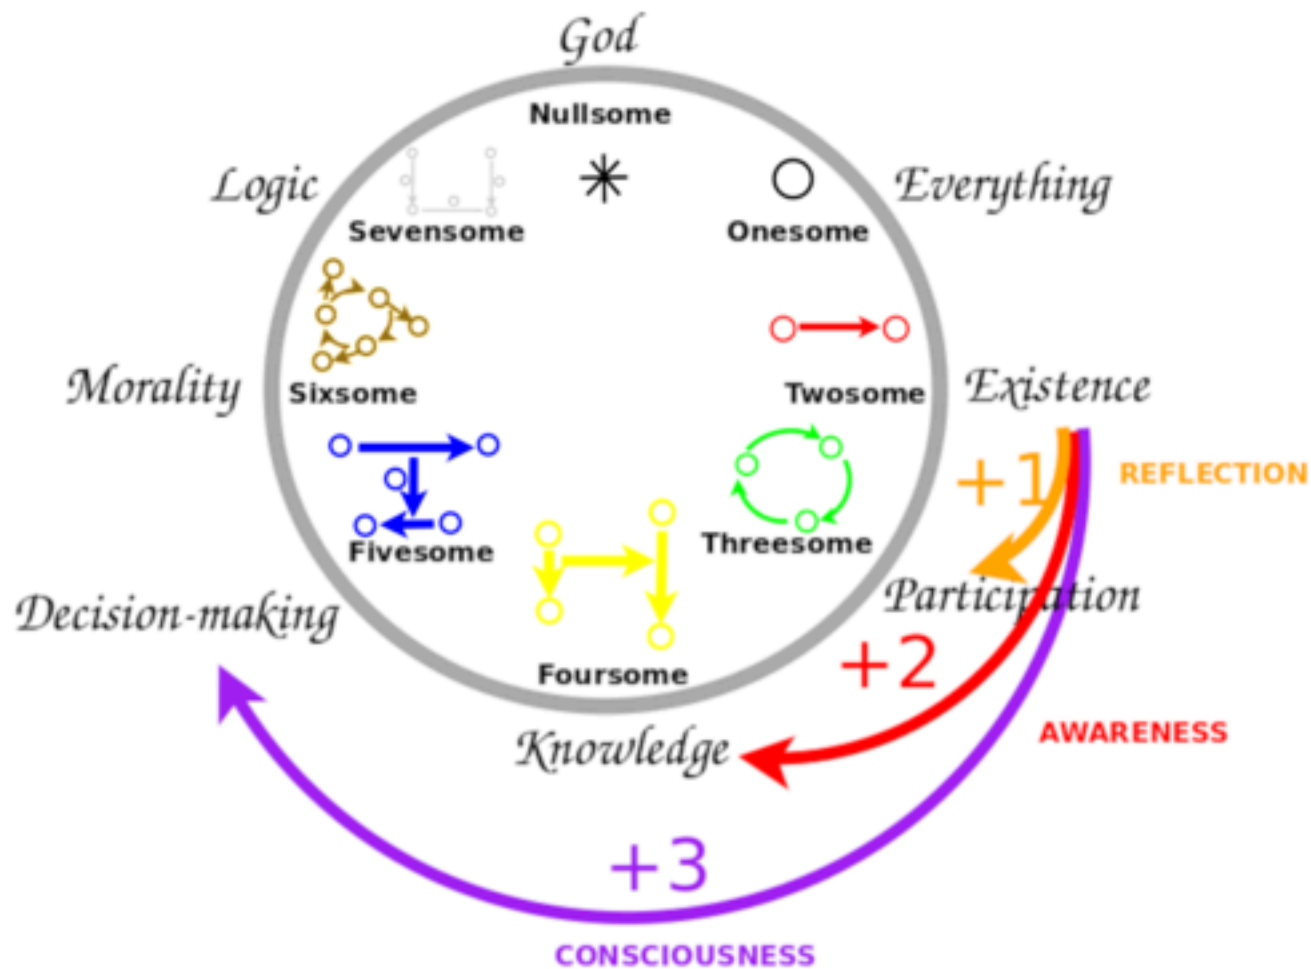 God
Nullsome
Logic
Everything
Sevensome
Onesome
Morality
Sixsome
Twosome
Existence
+1
REFLECTION
Fivesome
Threesome
Decision-making
Participation
+2
Foursome
Knowledge
AWARENESS
+3
CONSCIOUSNESS